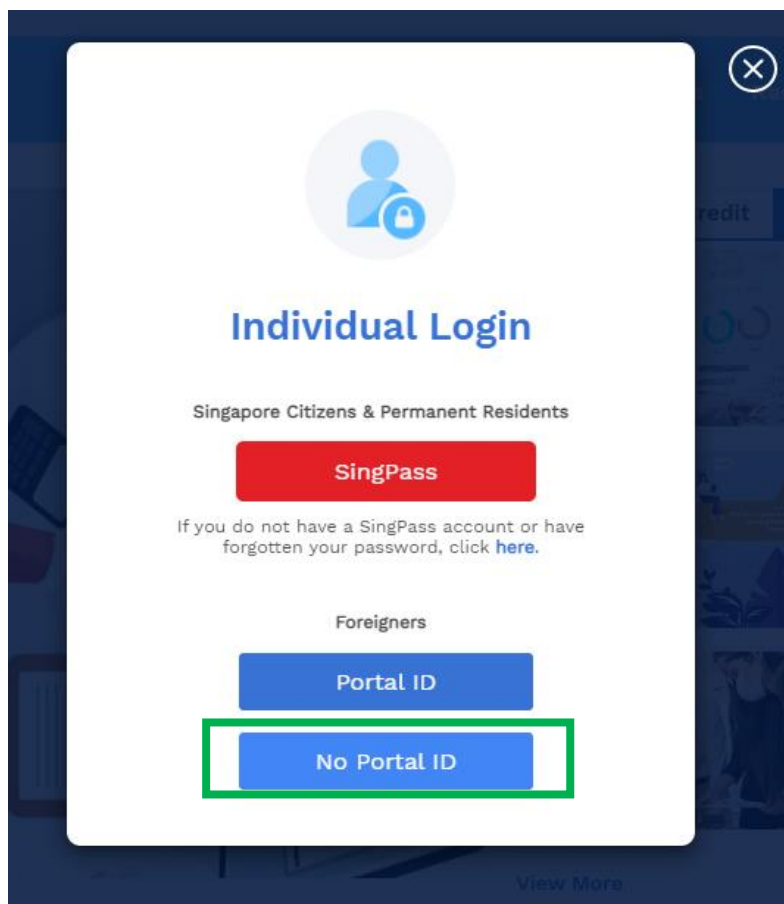 redit
Individual Login
Singapore Citizens & Permanent Residents
SingPass
If you do not have a SingPass account or have
forgotten your password, click here.
Foreigners
Portal ID
No Portal ID
View More